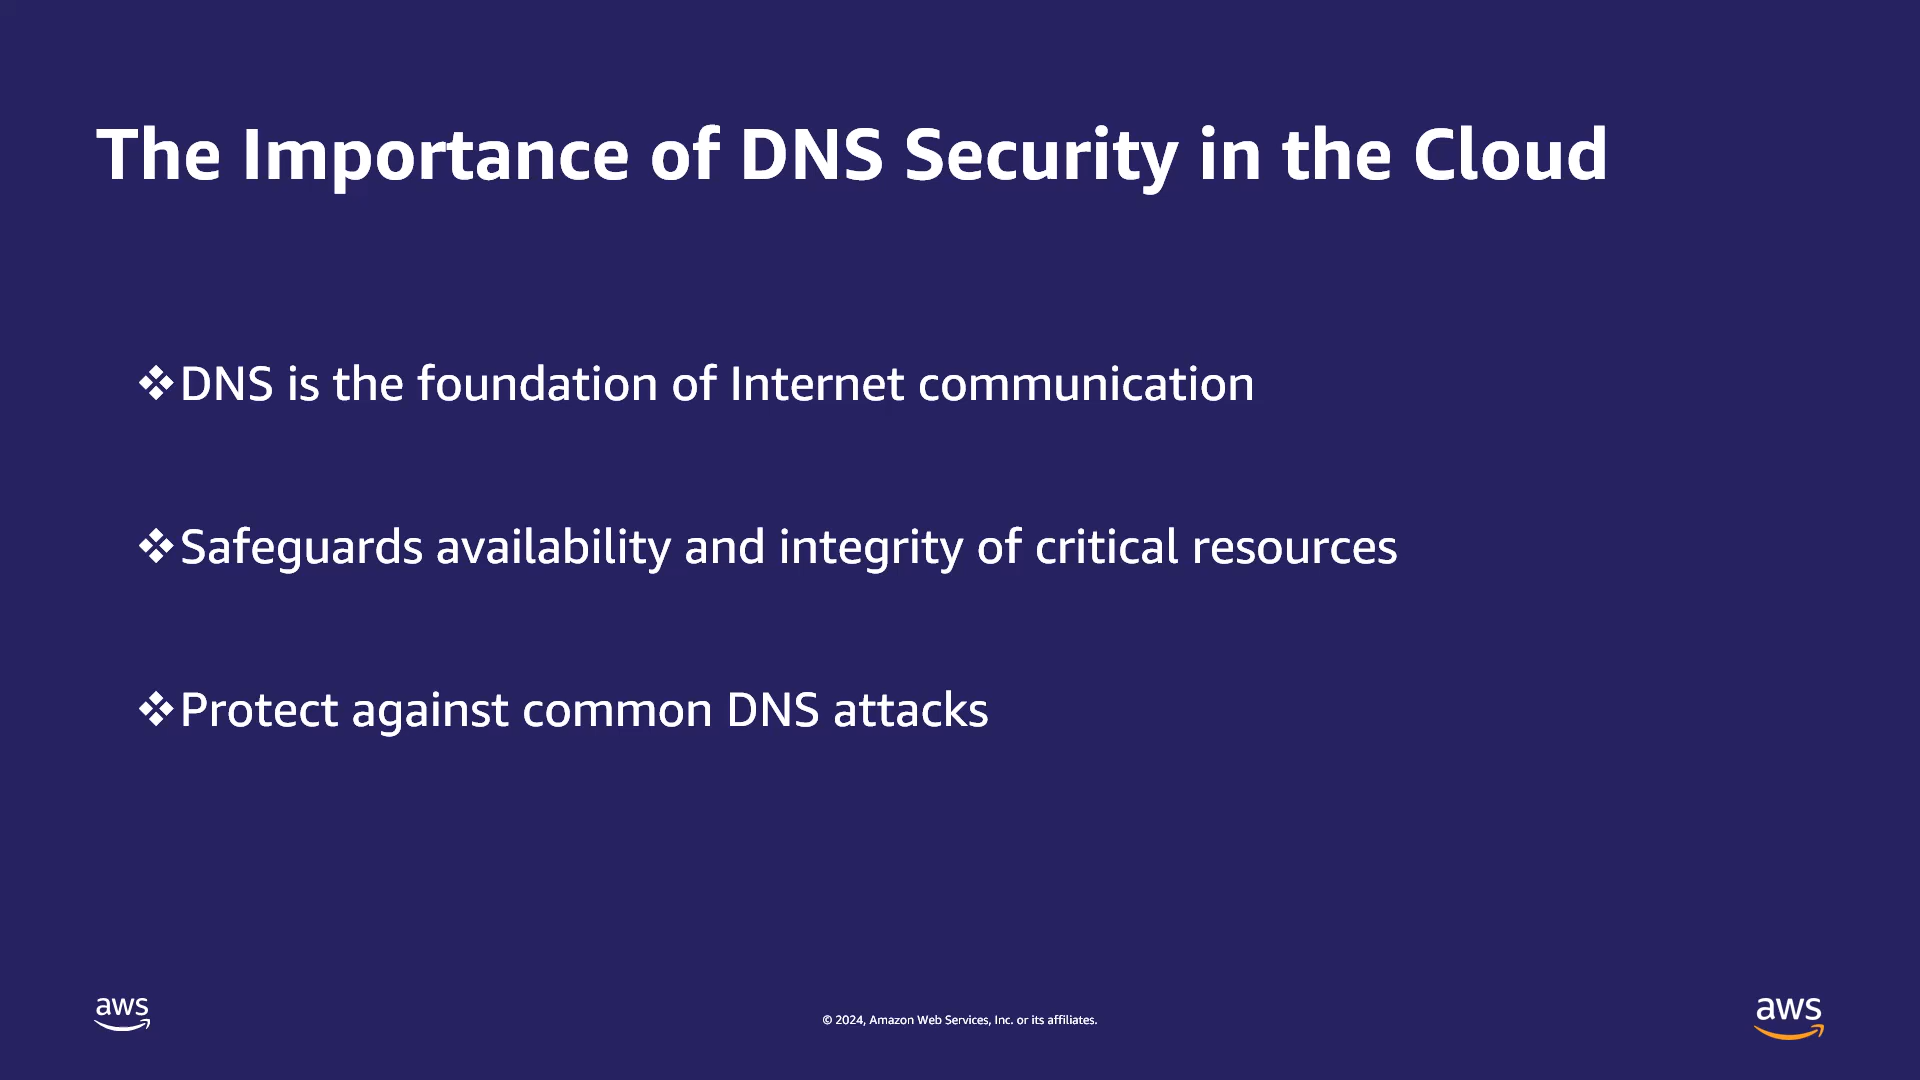 The Importance of DNS Security in the Cloud
❖DNS is the foundation of Internet communication
❖Safeguards availability and integrity of critical resources
❖Protect against common DNS attacks
aws
© 2024, Amazon Web Services, Inc. or its affiliates.
aws